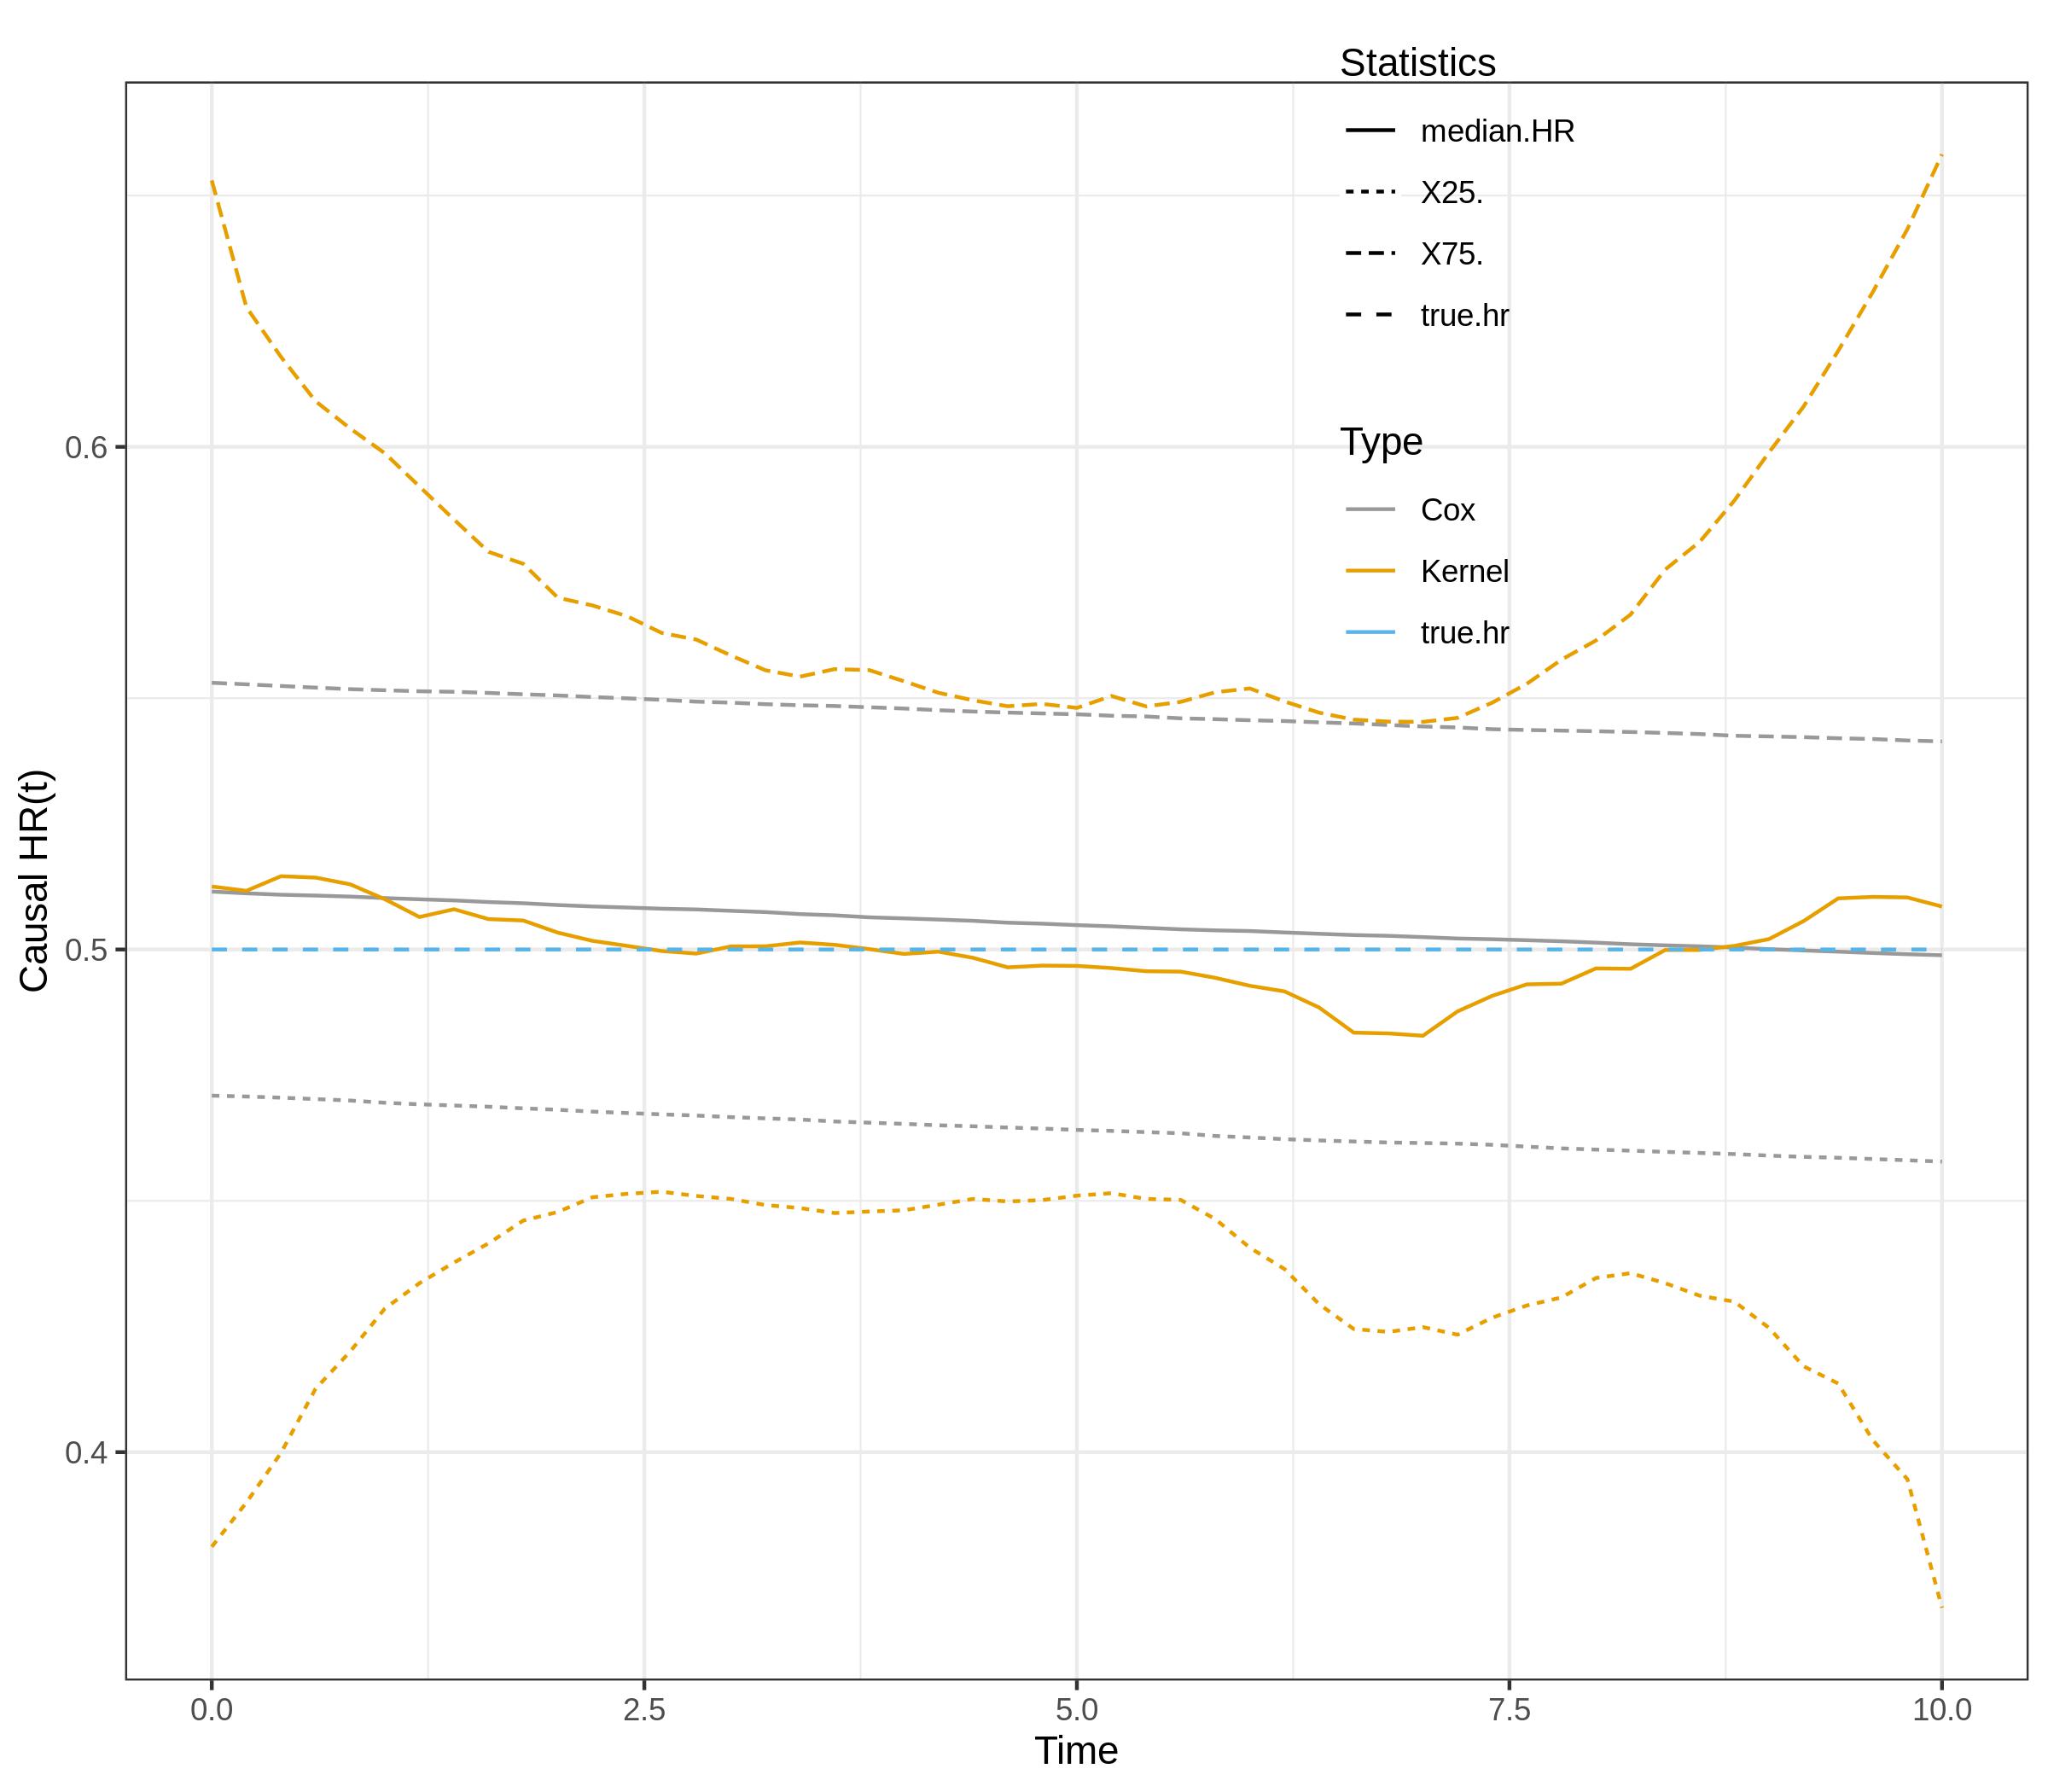 Statistics
median.HR
X25.
X75.
true.hr
Type
Cox
Kernel
true.hr
Causal HR(t)
0.6
0.5
0.4
0.0 2.5 5.0 7.5 10.0
Time